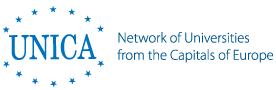 UNICA
Network of Universities
from the Capitals of Europe